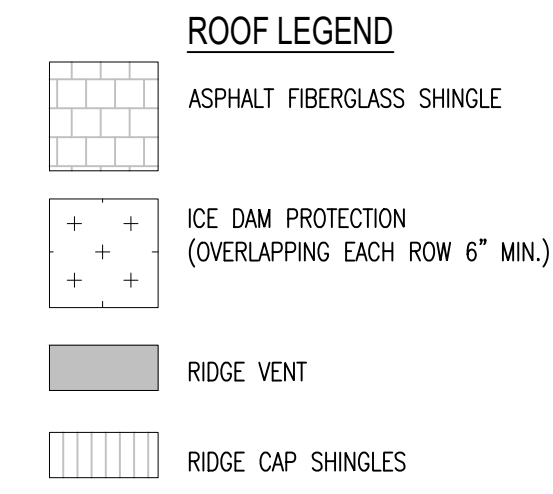 ROOF LEGEND
ASPHALT FIBERGLASS SHINGLE
ICE DAM PROTECTION
(OVERLAPPING EACH ROW 6” MIN.)
RIDGE VENT
RIDGE CAP SHINGLES